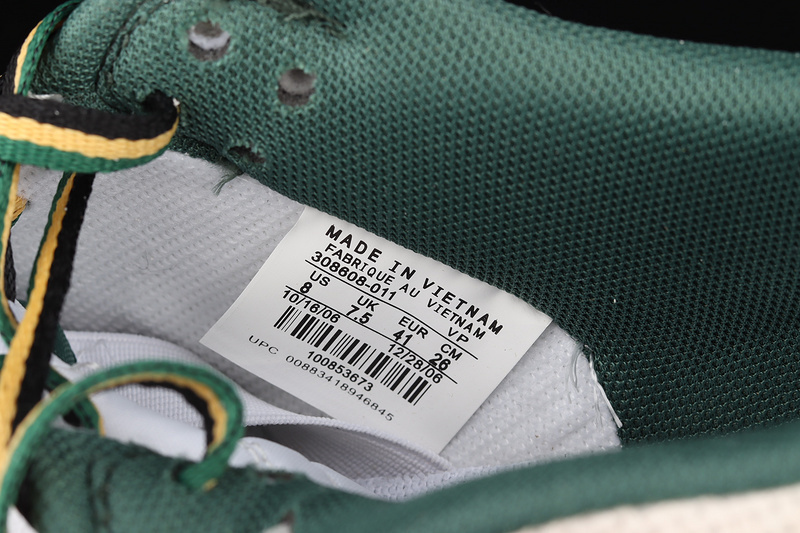 MADE IN VIETNAM
FABRIQUE AU VIETNAM
308608-011 VP
US UK EUR CM
8 7.5 41 26
10/16/06 12/28/06
100853673
UPC 00883418946845